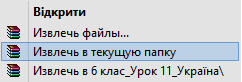 Відкрити
Извлечь файлы...
Извлечь в текущую папку
Извлечь в 6 клас_Урок 11_Україна\